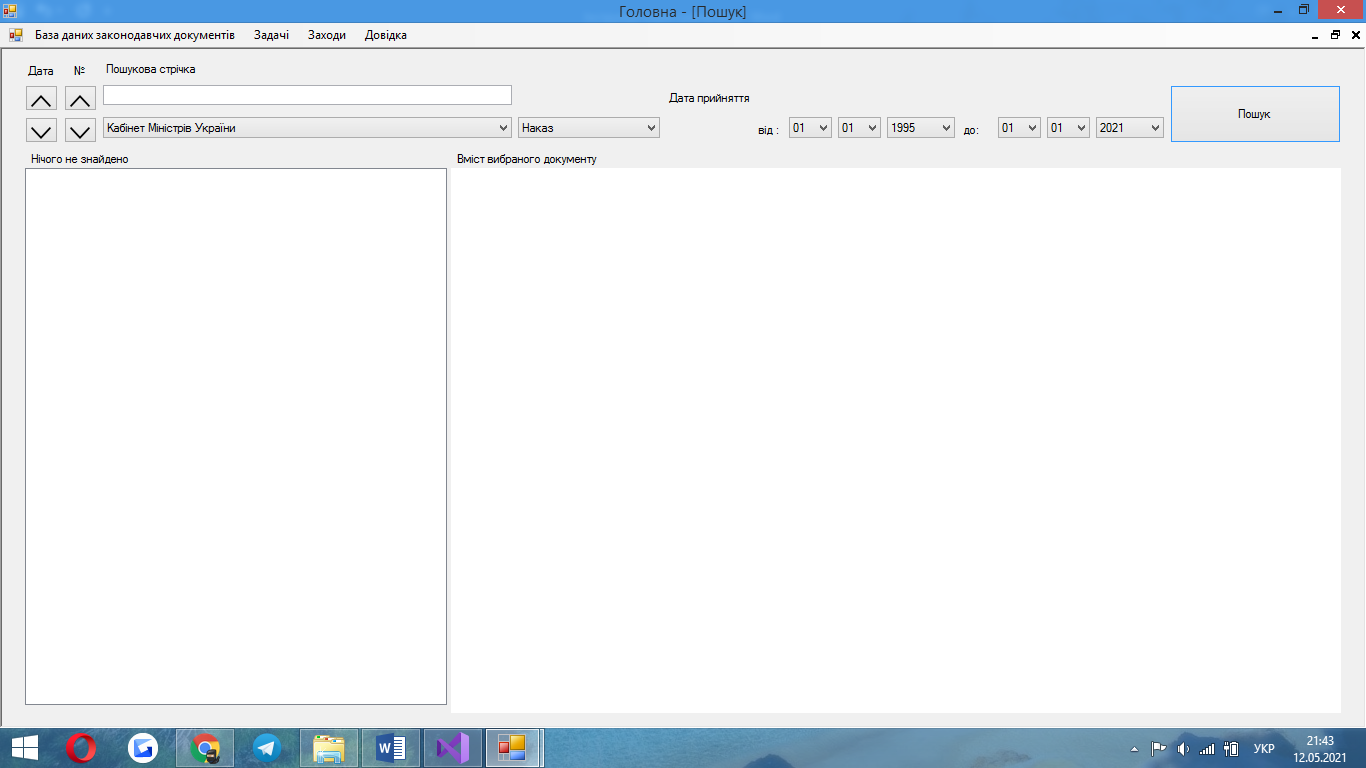 Головна - [Пошук]
База даних законодавчих документів Задачі Заходи Довідка
Дата № Пошукова стрічка
Дата прийняття
Пошук
Кабінет Міністрів України Наказ
від : 01 01 1995 до: 01 01 2021
Нічого не знайдено Вміст вибраного документу
УКР
21:43
12.05.2021